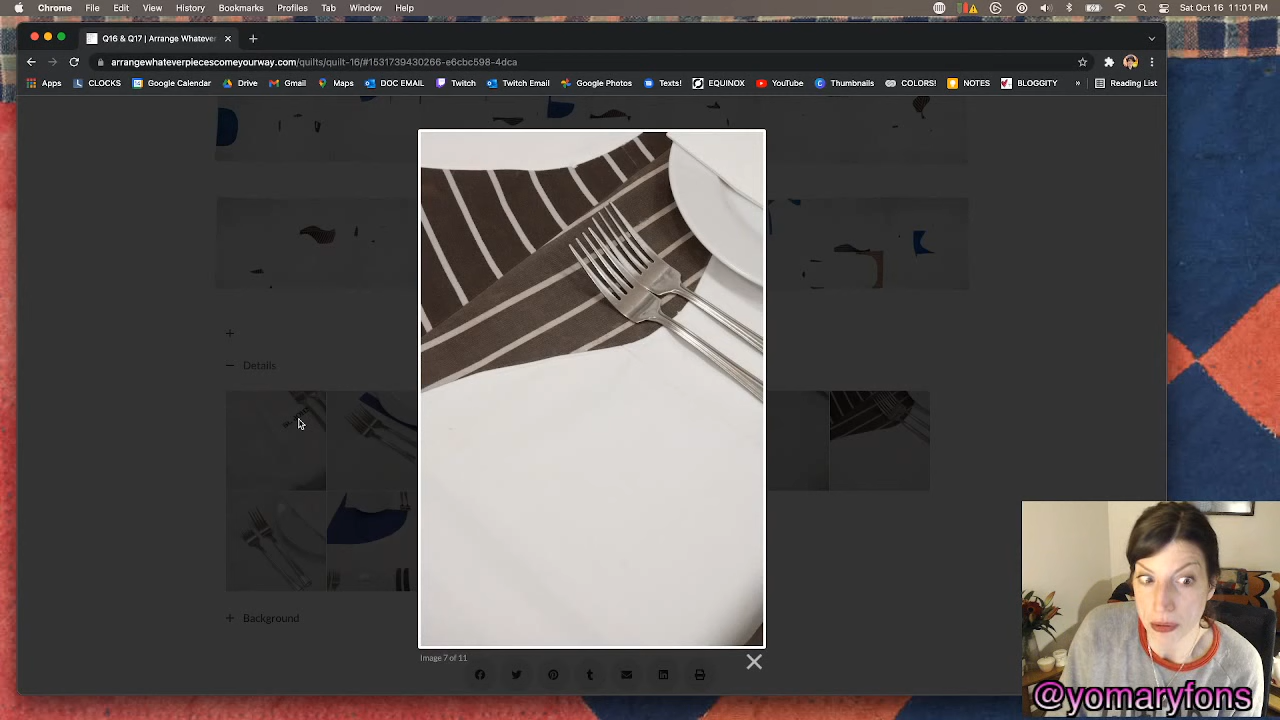 Chrome File Edit View History Bookmarks Profiles Tab Window Help Sat Oct 16 11:01 PM
Q16 & Q17 | Arrange Whatever
arrangewhateverpiecescomeyourway.com/quilts/quilt-16/#1631739430266-e6cbc598-4dca
Apps CLOCKS Google Calendar Drive Gmail Maps DOC EMAIL Twitch Twitch Email Google Photos Texts! EQUINOX YouTube Thumbnails COLORS! NOTES BLOGGITY » Reading List
+
− Details
+ Background
Image 7 of 11
@yomaryfons